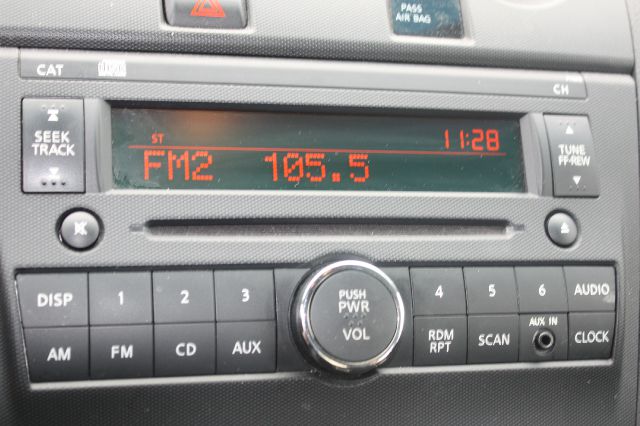 PASS
AIR BAG
CAT
CH
SEEK
TRACK
ST
11:28
FM2 105.5
TUNE
FF·REW
DISP 1 2 3
PUSH
PWR
VOL
4 5 6 AUDIO
AM FM CD AUX
RDM
RPT
SCAN
AUX IN
CLOCK